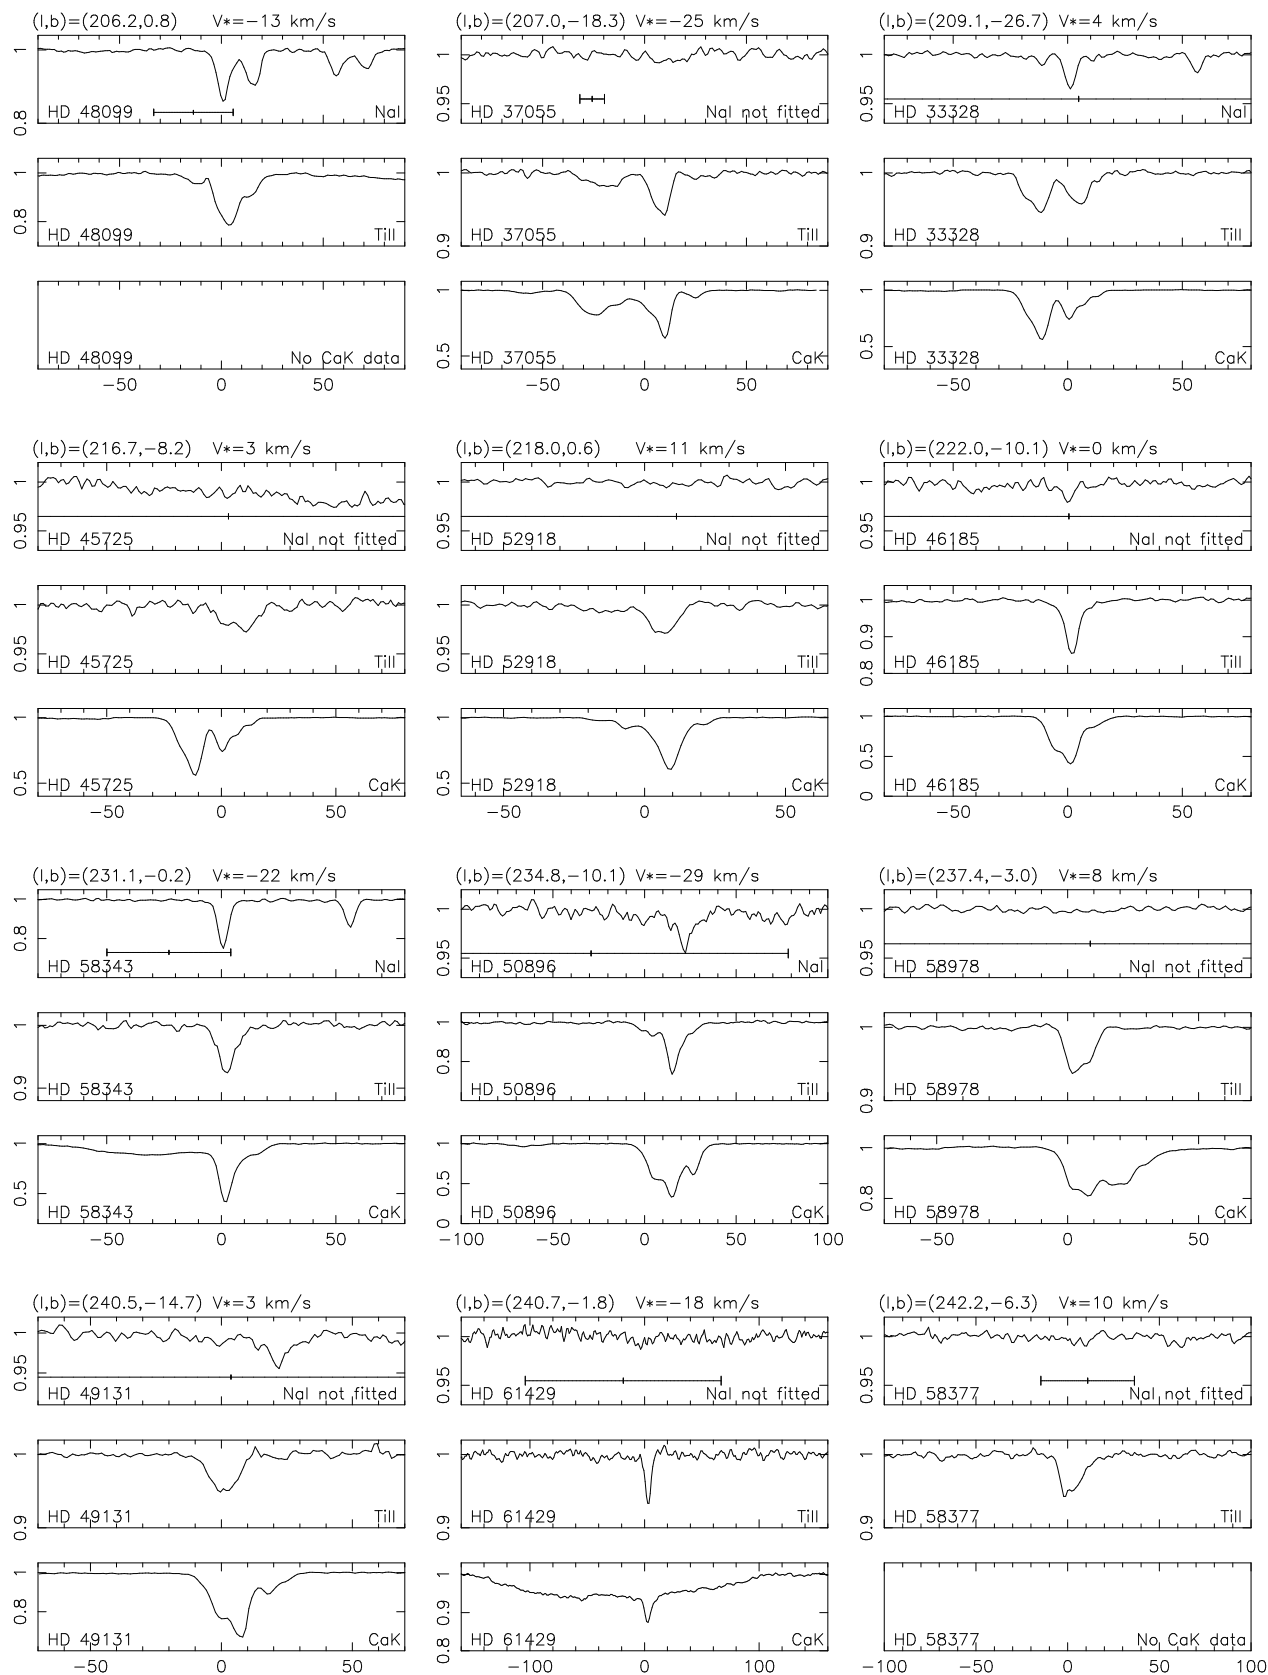 (l,b)=(206.2,0.8) V*=−13 km/s
1
0.8
HD 48099
NaI
1
0.8
HD 48099
TiII
HD 48099
No CaK data
−50 0 50
(l,b)=(207.0,−18.3) V*=−25 km/s
1
0.95
HD 37055
NaI not fitted
1
0.9
HD 37055
TiII
1
0.5
HD 37055
CaK
−50 0 50
(l,b)=(209.1,−26.7) V*=4 km/s
1
0.95
HD 33328
NaI
1
0.9
HD 33328
TiII
1
0.5
HD 33328
CaK
−50 0 50
(l,b)=(216.7,−8.2) V*=3 km/s
1
0.95
HD 45725
NaI not fitted
1
0.95
HD 45725
TiII
1
0.5
HD 45725
CaK
−50 0 50
(l,b)=(218.0,0.6) V*=11 km/s
1
0.95
HD 52918
NaI not fitted
1
0.95
HD 52918
TiII
1
0.5
HD 52918
CaK
−50 0 50
(l,b)=(222.0,−10.1) V*=0 km/s
1
0.95
HD 46185
NaI not fitted
1
0.9
0.8
HD 46185
TiII
1
0.5
0
HD 46185
CaK
−50 0 50
(l,b)=(231.1,−0.2) V*=−22 km/s
1
0.8
HD 58343
NaI
1
0.9
HD 58343
TiII
1
0.5
HD 58343
CaK
−50 0 50
(l,b)=(234.8,−10.1) V*=−29 km/s
1
0.95
HD 50896
NaI
1
0.8
HD 50896
TiII
1
0.5
0
HD 50896
CaK
−100 −50 0 50 100
(l,b)=(237.4,−3.0) V*=8 km/s
1
0.95
HD 58978
NaI not fitted
1
0.9
HD 58978
TiII
1
0.8
HD 58978
CaK
−50 0 50
(l,b)=(240.5,−14.7) V*=3 km/s
1
0.95
HD 49131
NaI not fitted
1
0.9
HD 49131
TiII
1
0.8
HD 49131
CaK
−50 0 50
(l,b)=(240.7,−1.8) V*=−18 km/s
1
0.95
HD 61429
NaI not fitted
1
0.9
HD 61429
TiII
1
0.9
0.8
HD 61429
CaK
−100 0 100
(l,b)=(242.2,−6.3) V*=10 km/s
1
0.95
HD 58377
NaI not fitted
1
0.9
HD 58377
TiII
HD 58377
No CaK data
−100 −50 0 50 100